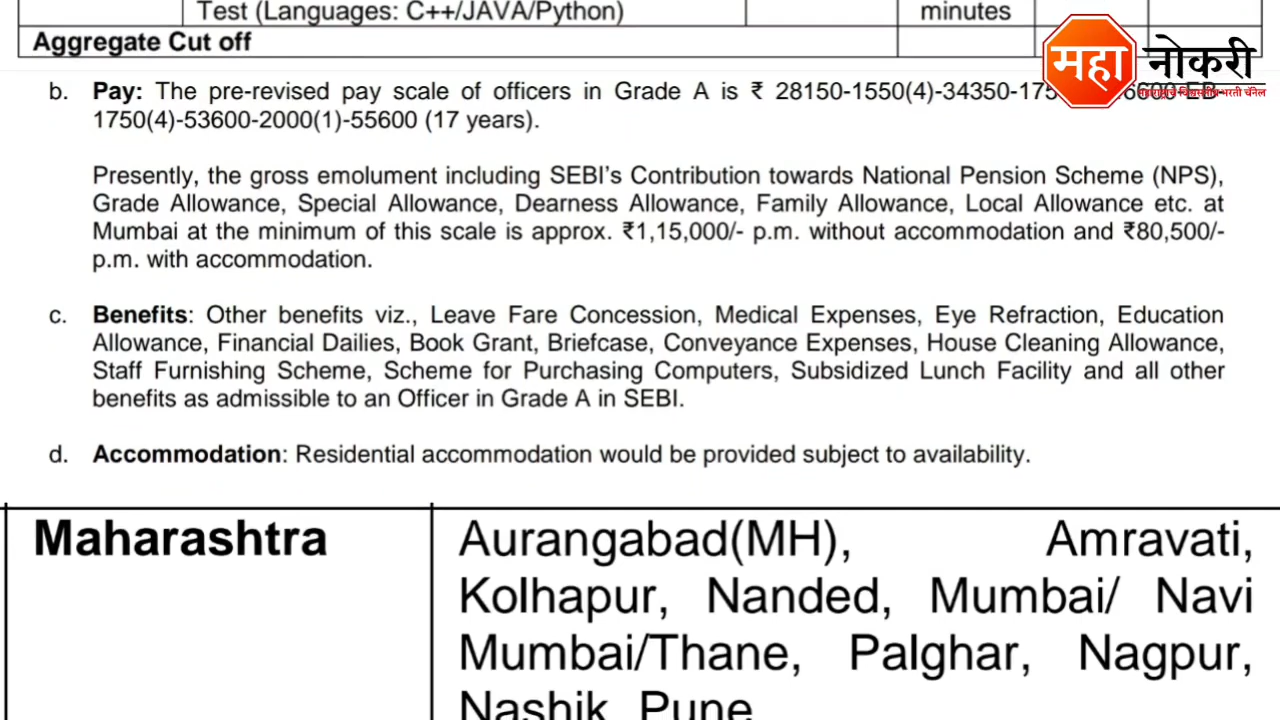 Test (Languages: C++/JAVA/Python)
minutes
Aggregate Cut off
महा नोकरी
b. Pay: The pre-revised pay scale of officers in Grade A is ₹ 28150-1550(4)-34350-175
1750(4)-53600-2000(1)-55600 (17 years).
Presently, the gross emolument including SEBI's Contribution towards National Pension Scheme (NPS),
Grade Allowance, Special Allowance, Dearness Allowance, Family Allowance, Local Allowance etc. at
Mumbai at the minimum of this scale is approx. ₹1,15,000/- p.m. without accommodation and ₹80,500/-
p.m. with accommodation.
c. Benefits: Other benefits viz., Leave Fare Concession, Medical Expenses, Eye Refraction, Education
Allowance, Financial Dailies, Book Grant, Briefcase, Conveyance Expenses, House Cleaning Allowance,
Staff Furnishing Scheme, Scheme for Purchasing Computers, Subsidized Lunch Facility and all other
benefits as admissible to an Officer in Grade A in SEBI.
d. Accommodation: Residential accommodation would be provided subject to availability.
Maharashtra
Aurangabad(MH), Amravati,
Kolhapur, Nanded, Mumbai/ Navi
Mumbai/Thane, Palghar, Nagpur,
Nashik, Pune